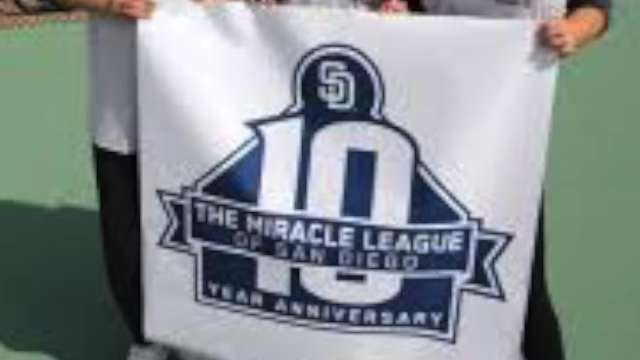 SD
10
THE MIRACLE LEAGUE
OF SAN DIEGO
YEAR ANNIVERSARY